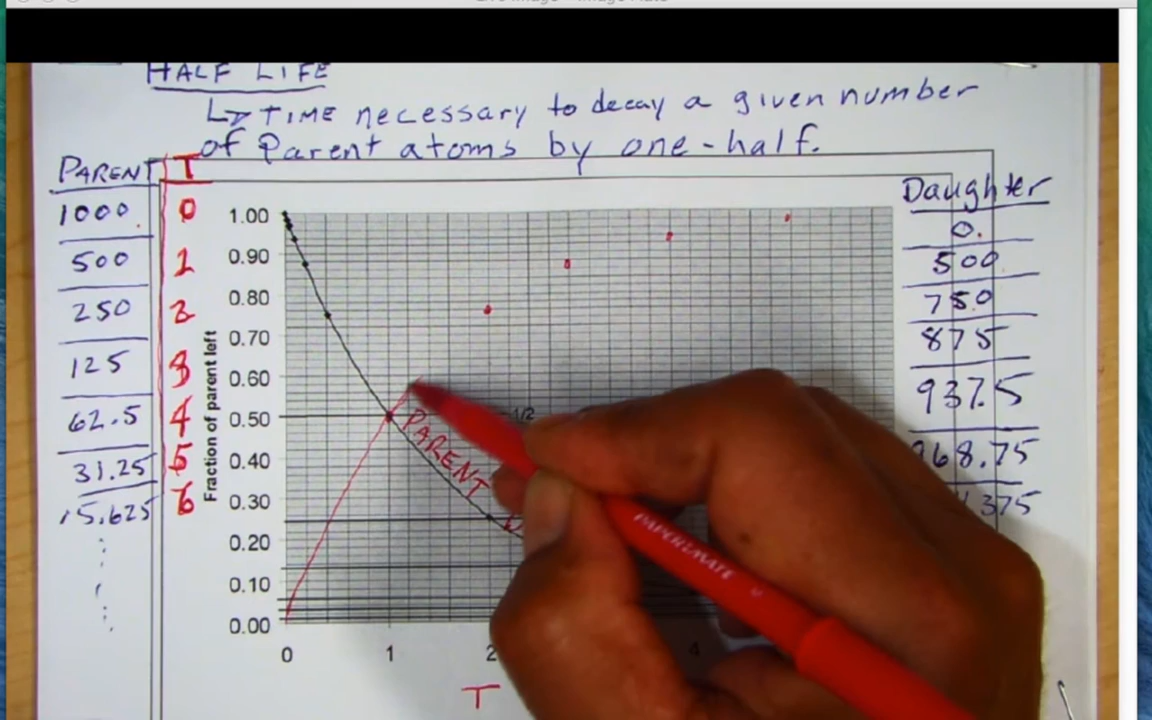 HALF LIFE
↳ TIME necessary to decay a given number
of Parent atoms by one-half.
PARENT T Daughter
1000 0 0.
500 1 500
250 2 750
125 3 875
62.5 4 937.5
31.25 5 968.75
15.625 6 375
Fraction of parent left
1.00
0.90
0.80
0.70
0.60
0.50
0.40
0.30
0.20
0.10
0.00
1/2
PARENT
0 1 2 4
T
PAPERMATE